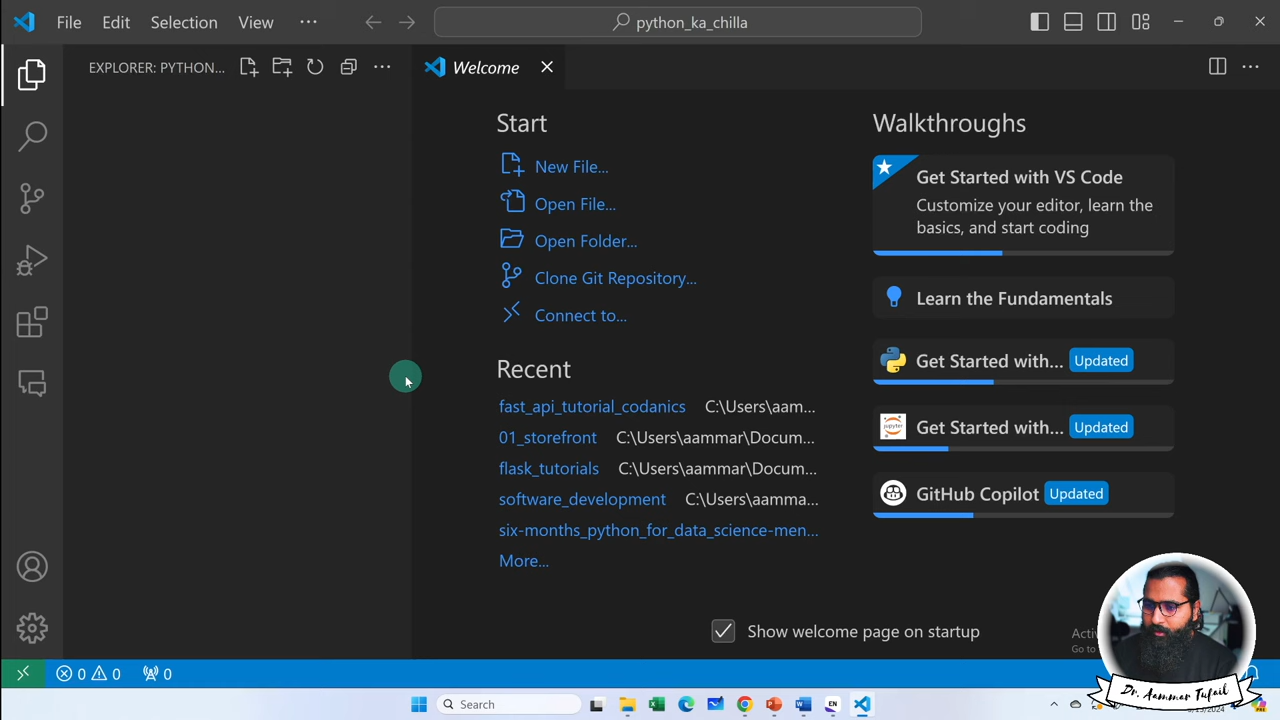 File Edit Selection View ··· python_ka_chilla
EXPLORER: PYTHON...
Welcome
Start
New File...
Open File...
Open Folder...
Clone Git Repository...
Connect to...
Recent
fast_api_tutorial_codanics C:\Users\aam...
01_storefront C:\Users\aammar\Docum...
flask_tutorials C:\Users\aammar\Docum...
software_development C:\Users\aamma...
six-months_python_for_data_science-men...
More...
Walkthroughs
Get Started with VS Code
Customize your editor, learn the
basics, and start coding
Learn the Fundamentals
Get Started with... Updated
Get Started with... Updated
GitHub Copilot Updated
Show welcome page on startup
Acti
Go to
Dr. Aammar Tufail
0 0 0
Search
EN